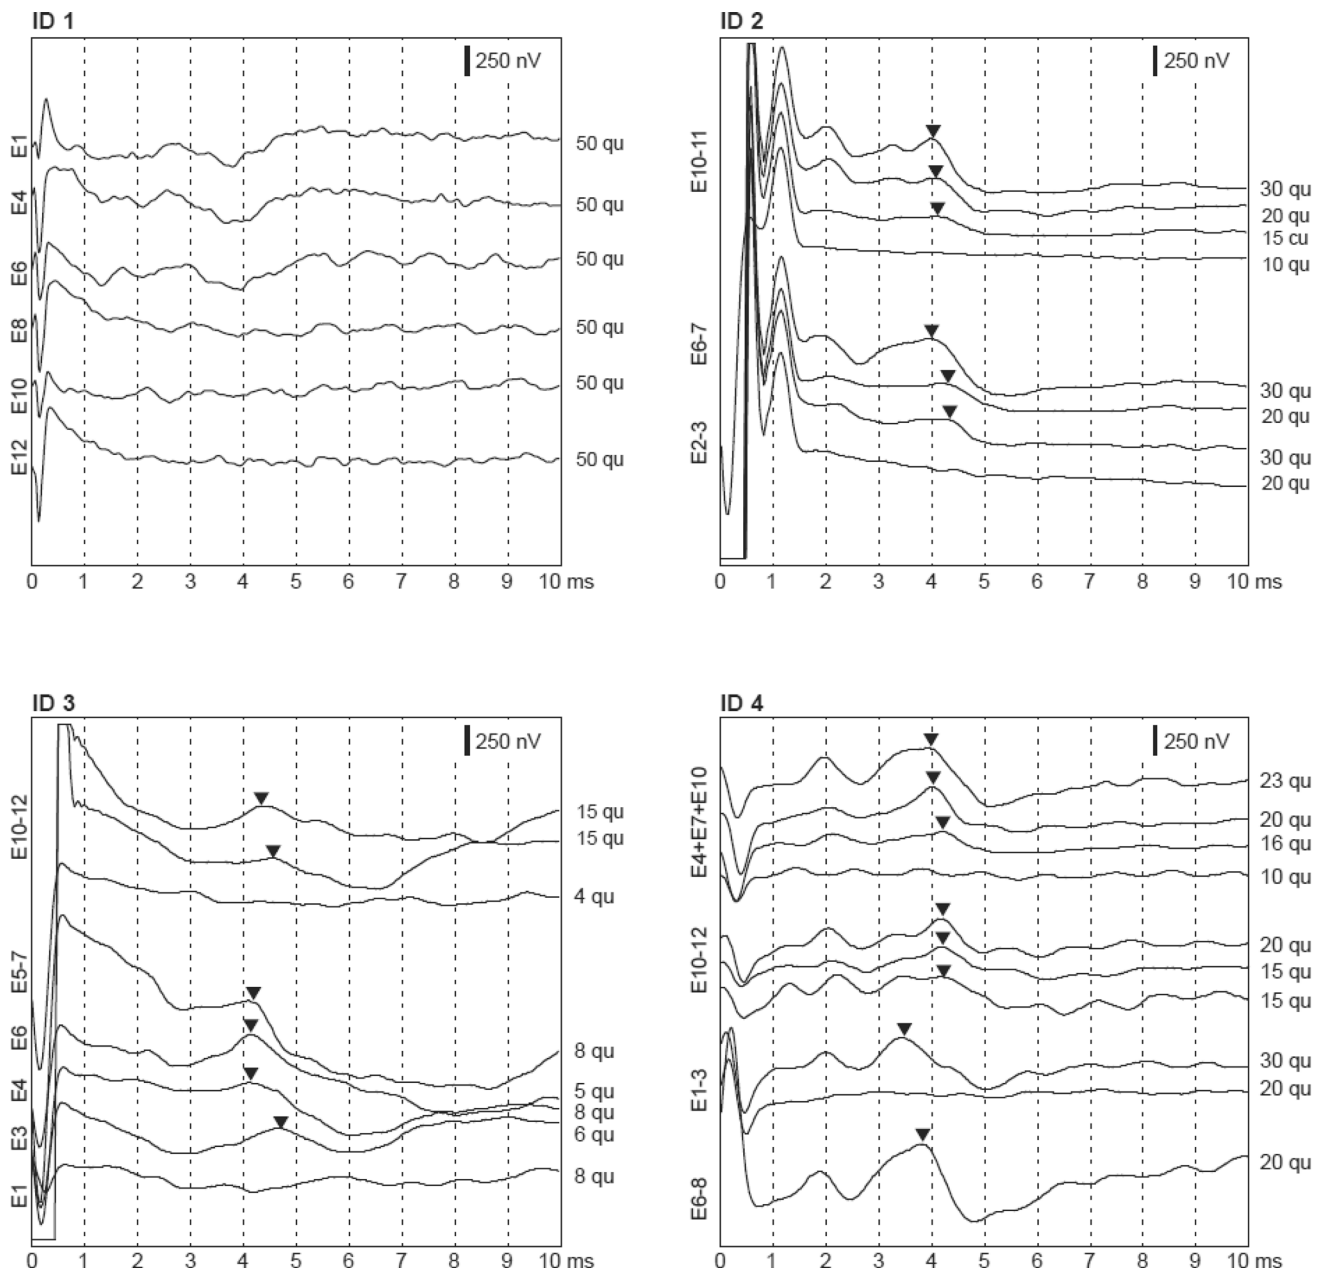 ID 1
250 nV
E1
50 qu
E4
50 qu
E6
50 qu
E8
50 qu
E10
50 qu
E12
50 qu
0 1 2 3 4 5 6 7 8 9 10 ms
ID 2
250 nV
E10-11
30 qu
20 qu
15 cu
10 qu
E6-7
30 qu
20 qu
E2-3
30 qu
20 qu
0 1 2 3 4 5 6 7 8 9 10 ms
ID 3
250 nV
E10-12
15 qu
15 qu
4 qu
E5-7
8 qu
E6
5 qu
E4
8 qu
E3
6 qu
E1
8 qu
0 1 2 3 4 5 6 7 8 9 10 ms
ID 4
250 nV
E4+E7+E10
23 qu
20 qu
16 qu
10 qu
E10-12
20 qu
15 qu
15 qu
E1-3
30 qu
20 qu
E6-8
20 qu
0 1 2 3 4 5 6 7 8 9 10 ms